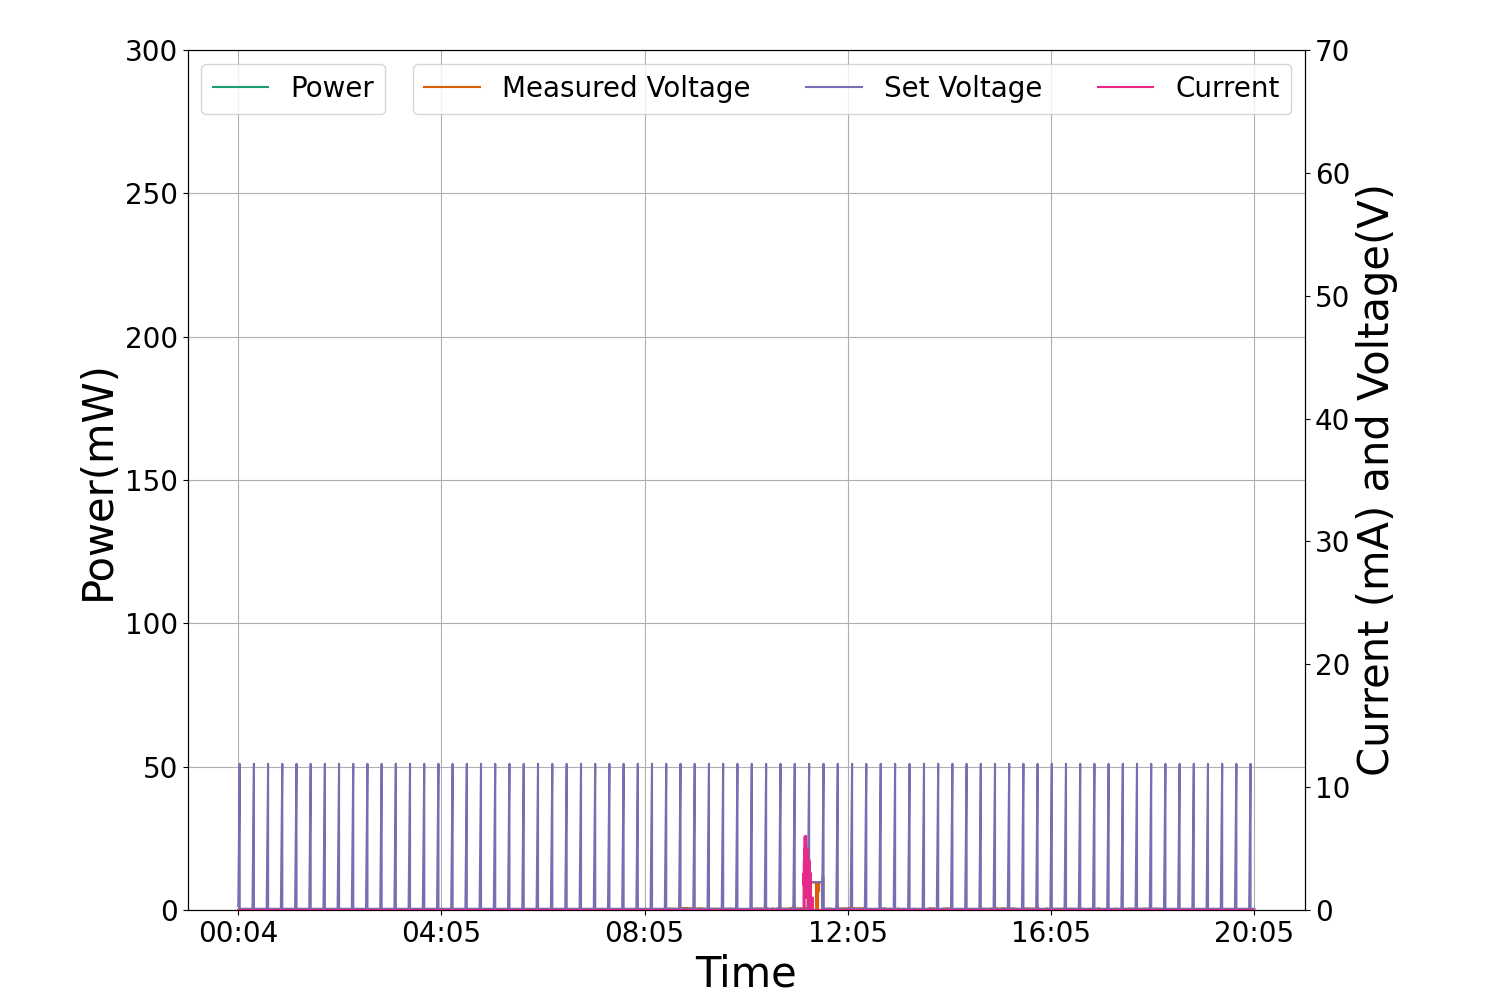 Power
Measured Voltage
Set Voltage
Current
300
250
200
150
100
50
0
Power(mW)
70
60
50
40
30
20
10
0
Current (mA) and Voltage(V)
00:04 04:05 08:05 12:05 16:05 20:05
Time